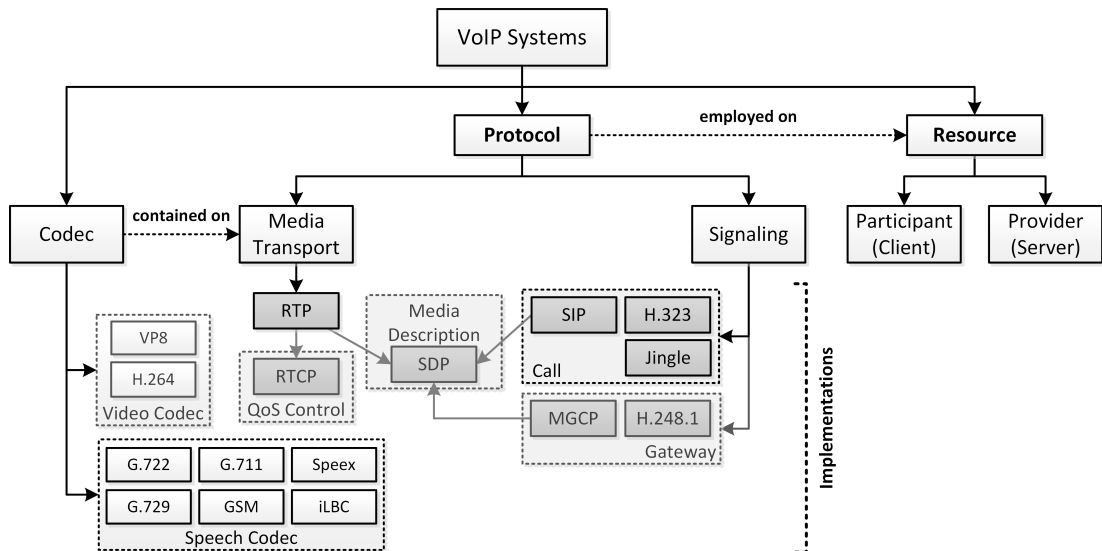 VoIP Systems
employed on
Protocol
Resource
contained on
Codec
Media
Transport
Signaling
Participant
(Client)
Provider
(Server)
RTP
Media
Description
SIP
H.323
VP8
SDP
Jingle
Call
H.264
RTCP
Video Codec
QoS Control
MGCP
H.248.1
Gateway
Implementations
G.722
G.711
Speex
G.729
GSM
iLBC
Speech Codec